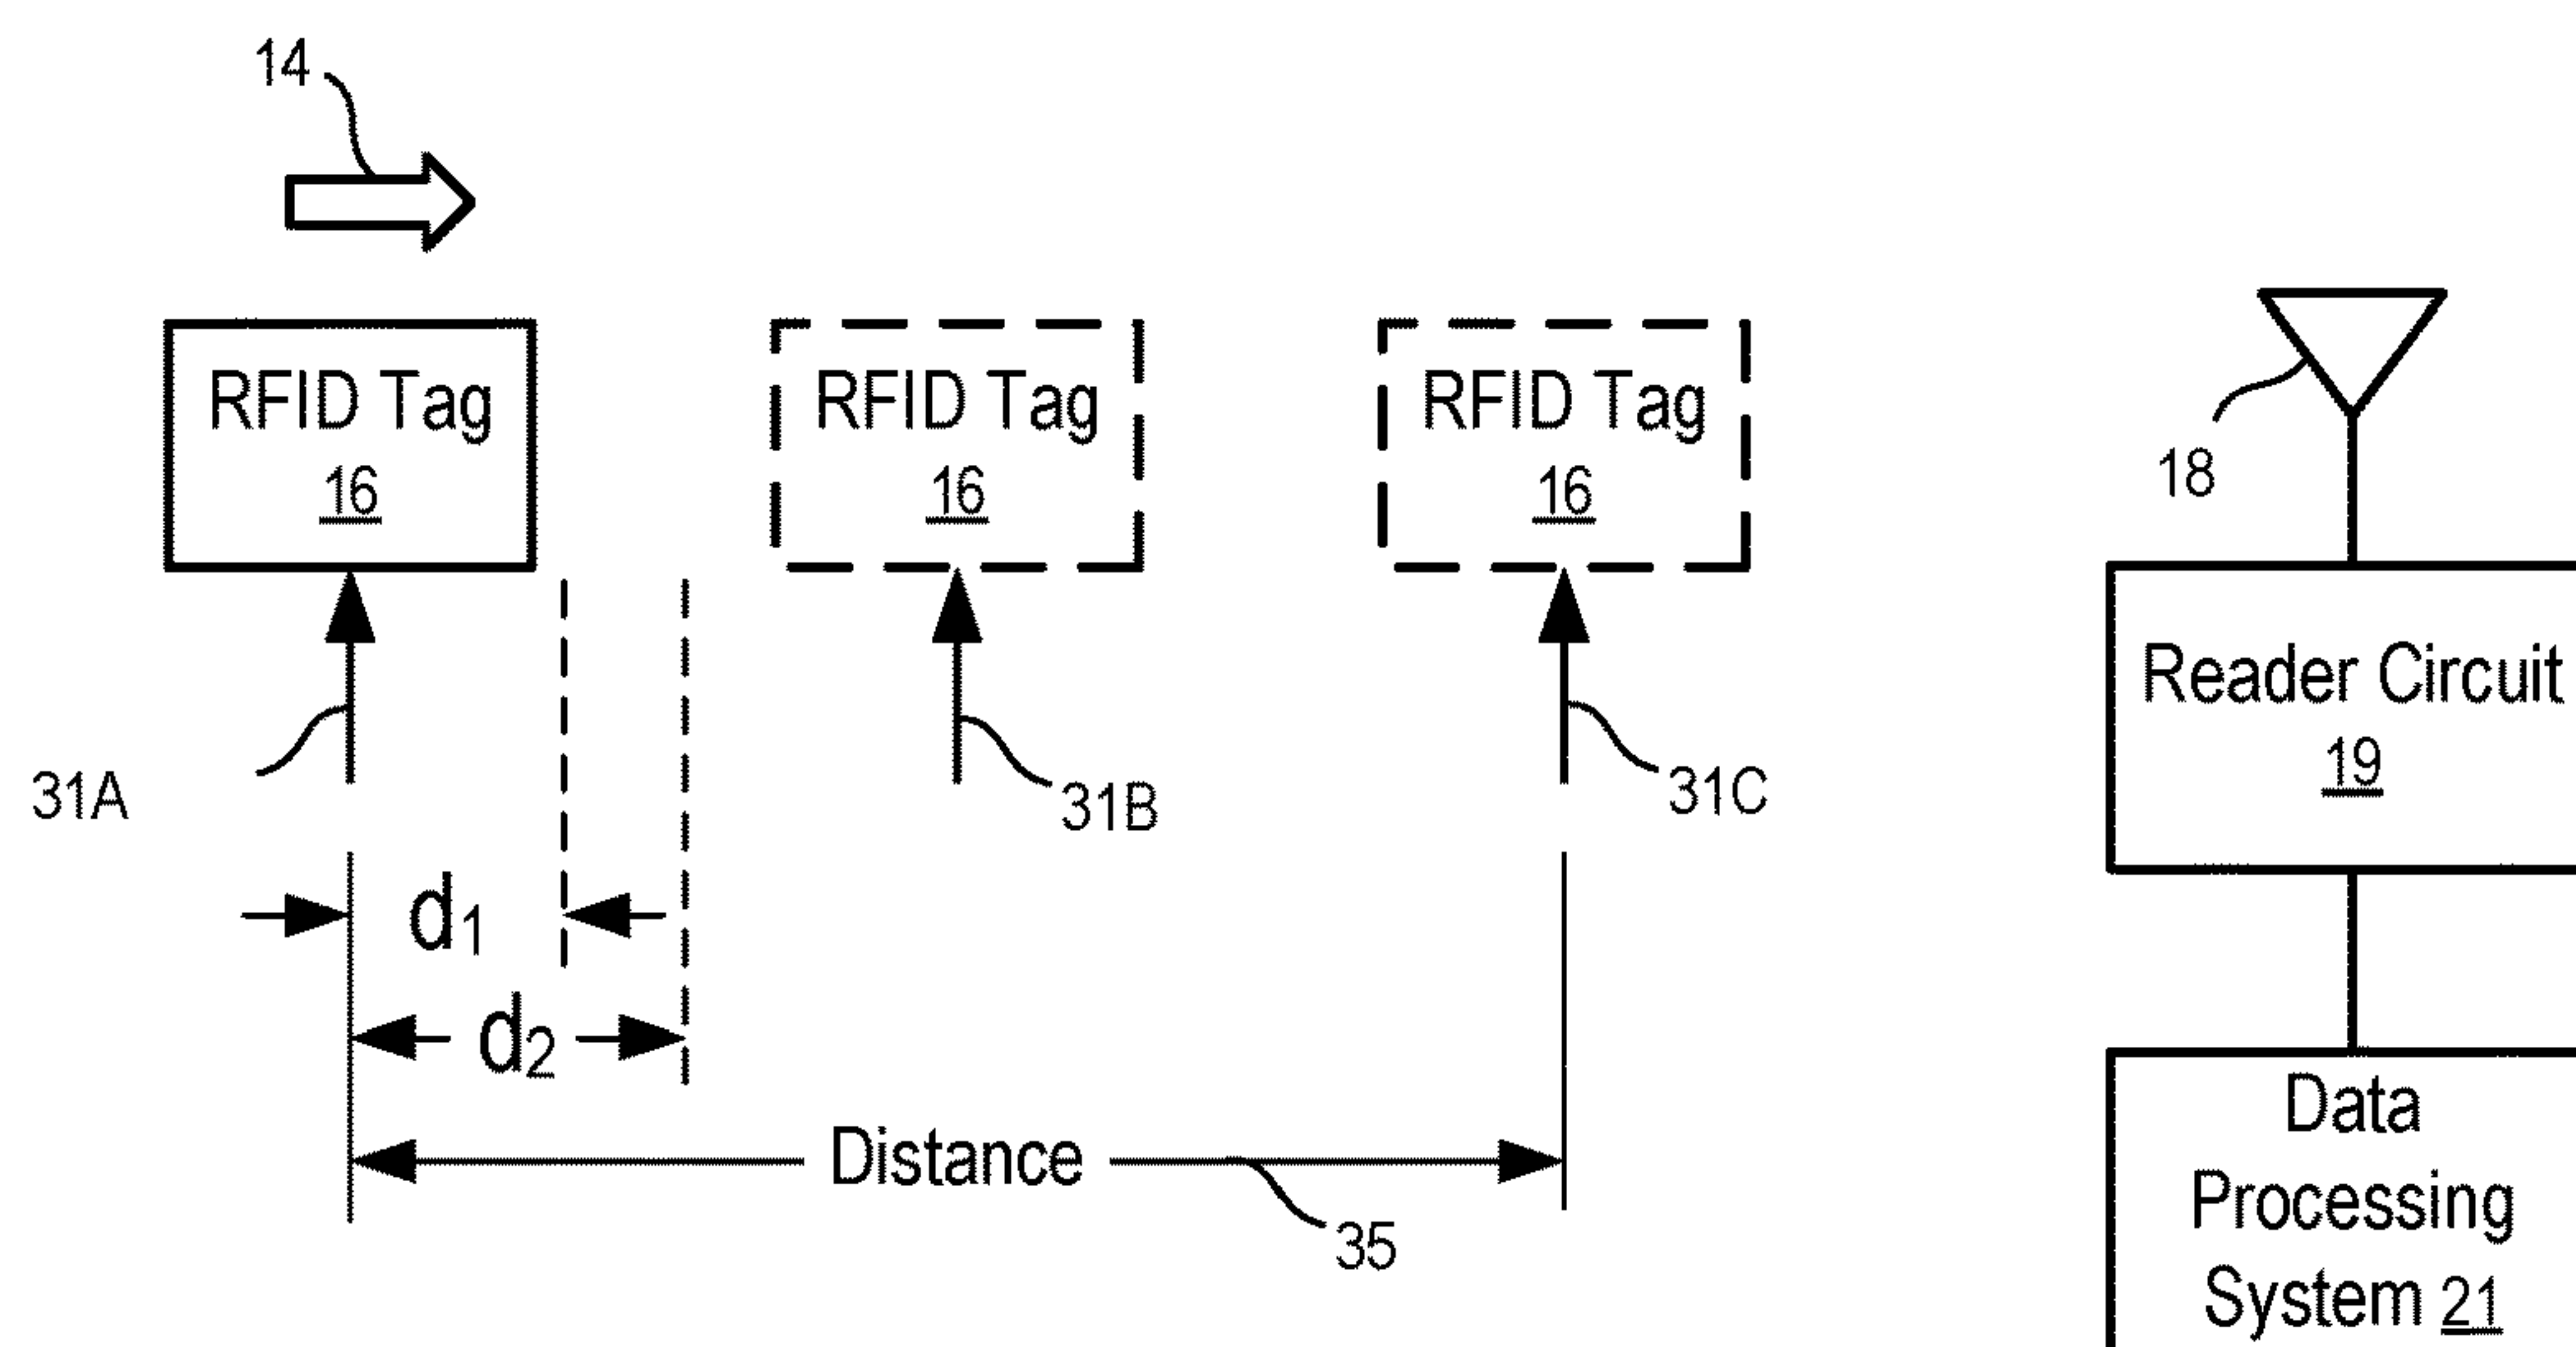 14
RFID Tag
16
RFID Tag
16
RFID Tag
16
18
31A
31B
31C
Reader Circuit
19
d1
d2
Distance
35
Data
Processing
System 21